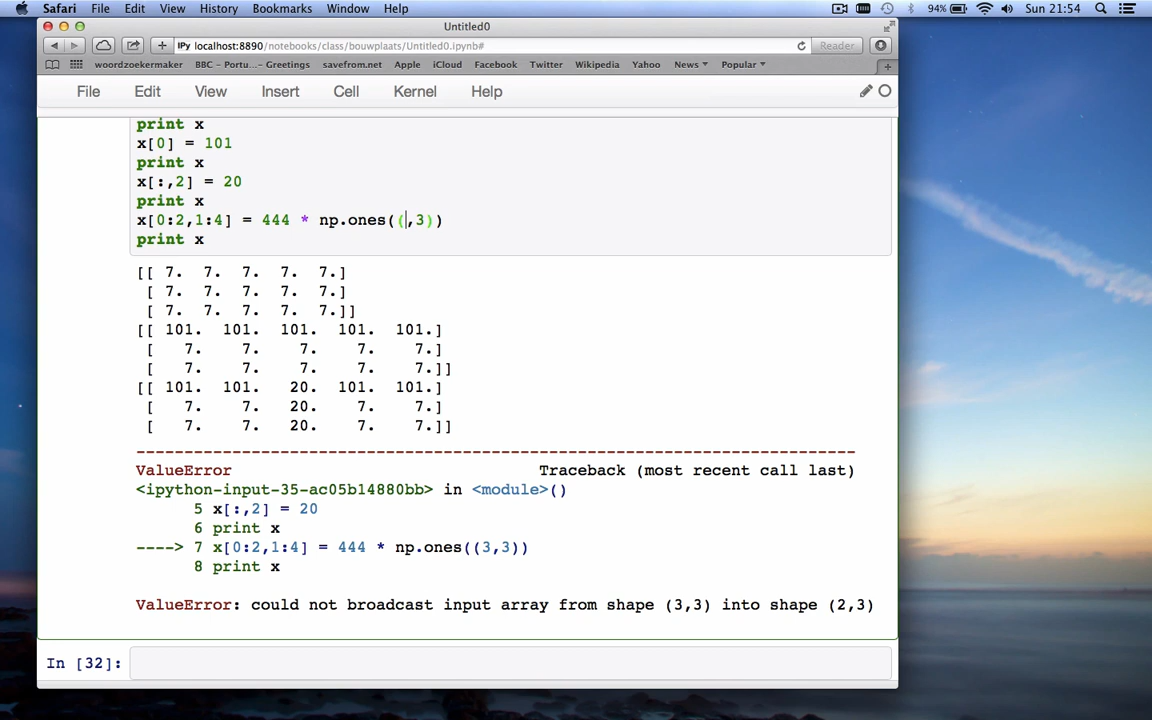 Safari File Edit View History Bookmarks Window Help 94% Sun 21:54
Untitled0
IPy localhost:8890/notebooks/class/bouwplaats/Untitled0.ipynb# Reader
woordzoekermaker BBC – Portu...– Greetings savefrom.net Apple iCloud Facebook Twitter Wikipedia Yahoo News Popular
File Edit View Insert Cell Kernel Help
print x
x[0] = 101
print x
x[:,2] = 20
print x
x[0:2,1:4] = 444 * np.ones((,3))
print x
[[ 7. 7. 7. 7. 7.]
[ 7. 7. 7. 7. 7.]
[ 7. 7. 7. 7. 7.]]
[[ 101. 101. 101. 101. 101.]
[ 7. 7. 7. 7. 7.]
[ 7. 7. 7. 7. 7.]]
[[ 101. 101. 20. 101. 101.]
[ 7. 7. 20. 7. 7.]
[ 7. 7. 20. 7. 7.]]
---------------------------------------------------------------------------
ValueError Traceback (most recent call last)
<ipython-input-35-ac05b14880bb> in <module>()
5 x[:,2] = 20
6 print x
----> 7 x[0:2,1:4] = 444 * np.ones((3,3))
8 print x
ValueError: could not broadcast input array from shape (3,3) into shape (2,3)
In [32]: